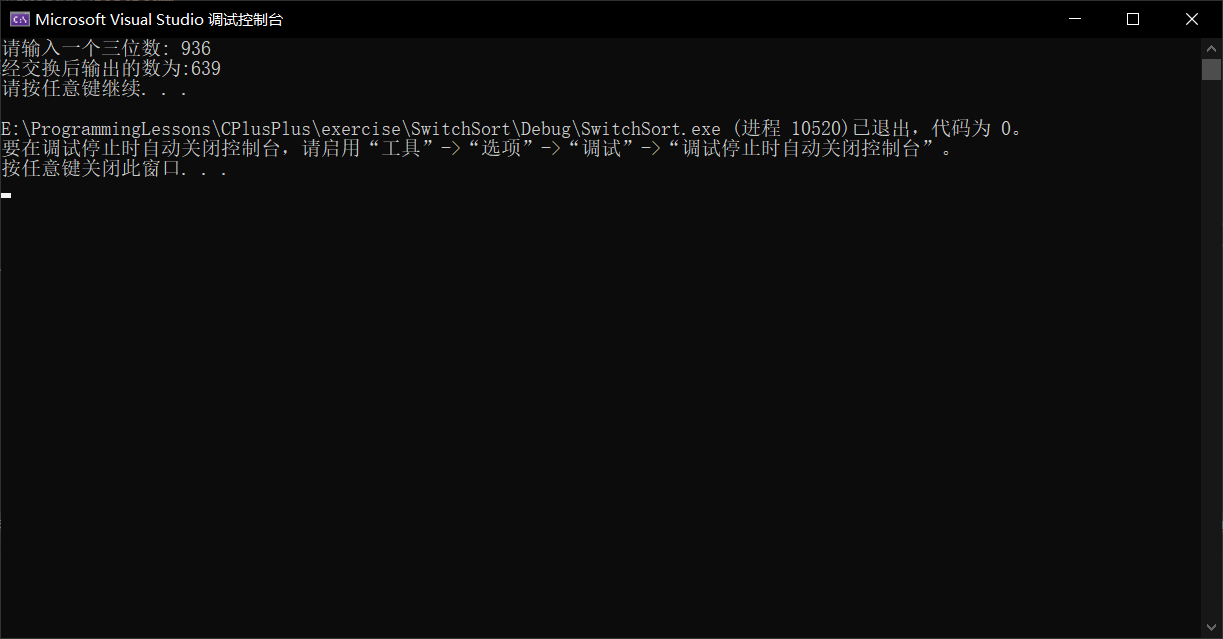 Microsoft Visual Studio 调试控制台
请输入一个三位数: 936
经交换后输出的数为:639
请按任意键继续. . .
E:\ProgrammingLessons\CPlusPlus\exercise\SwitchSort\Debug\SwitchSort.exe (进程 10520)已退出，代码为 0。
要在调试停止时自动关闭控制台，请启用“工具”->“选项”->“调试”->“调试停止时自动关闭控制台”。
按任意键关闭此窗口. . .